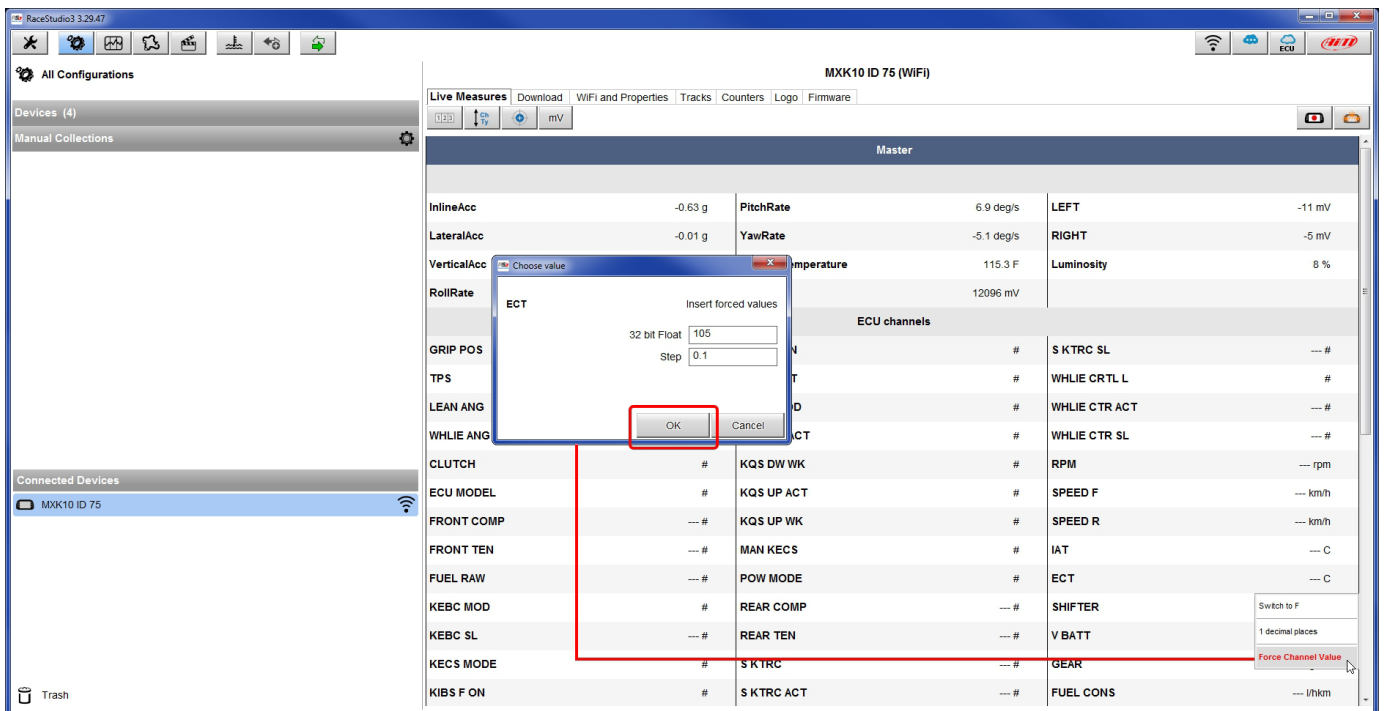 RaceStudio3 3.29.47
ECU
AiM
All Configurations
Devices (4)
Manual Collections
Connected Devices
MXK10 ID 75
Trash
MXK10 ID 75 (WiFi)
Live Measures Download WiFi and Properties Tracks Counters Logo Firmware
123 Ch Ty mV
Master
InlineAcc -0.63 g PitchRate 6.9 deg/s LEFT -11 mV
LateralAcc -0.01 g YawRate -5.1 deg/s RIGHT -5 mV
VerticalAcc emperature 115.3 F Luminosity 8 %
RollRate 12096 mV
ECU channels
GRIP POS N # S KTRC SL --- #
TPS T # WHLIE CRTL L #
LEAN ANG D # WHLIE CTR ACT --- #
WHLIE ANG ACT # WHLIE CTR SL --- #
CLUTCH # KQS DW WK # RPM --- rpm
ECU MODEL # KQS UP ACT # SPEED F --- km/h
FRONT COMP --- # KQS UP WK # SPEED R --- km/h
FRONT TEN --- # MAN KECS # IAT --- C
FUEL RAW --- # POW MODE # ECT --- C
KEBC MOD # REAR COMP --- # SHIFTER
KEBC SL --- # REAR TEN --- # V BATT
KECS MODE # S KTRC --- # GEAR
KIBS F ON # S KTRC ACT --- # FUEL CONS --- l/hkm
Choose value
ECT Insert forced values
32 bit Float 105
Step 0.1
OK Cancel
Switch to F
1 decimal places
Force Channel Value